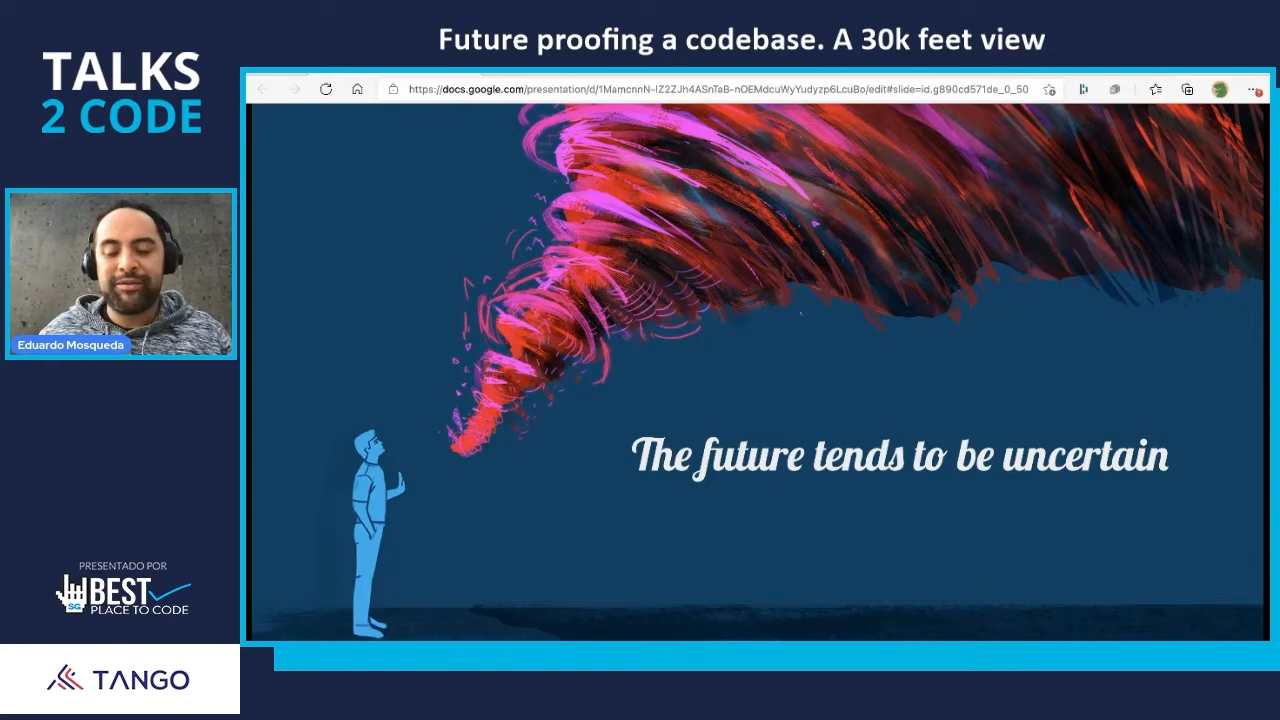 Future proofing a codebase. A 30k feet view
TALKS
2 CODE
https://docs.google.com/presentation/d/1MamcnnN-IZ2ZJh4ASnTaB-nOEMdcuWyYudyzp6LcuBo/edit#slide=id.g890cd571de_0_50
Eduardo Mosqueda
The future tends to be uncertain
PRESENTADO POR
SG
BEST
PLACE TO CODE
TANGO